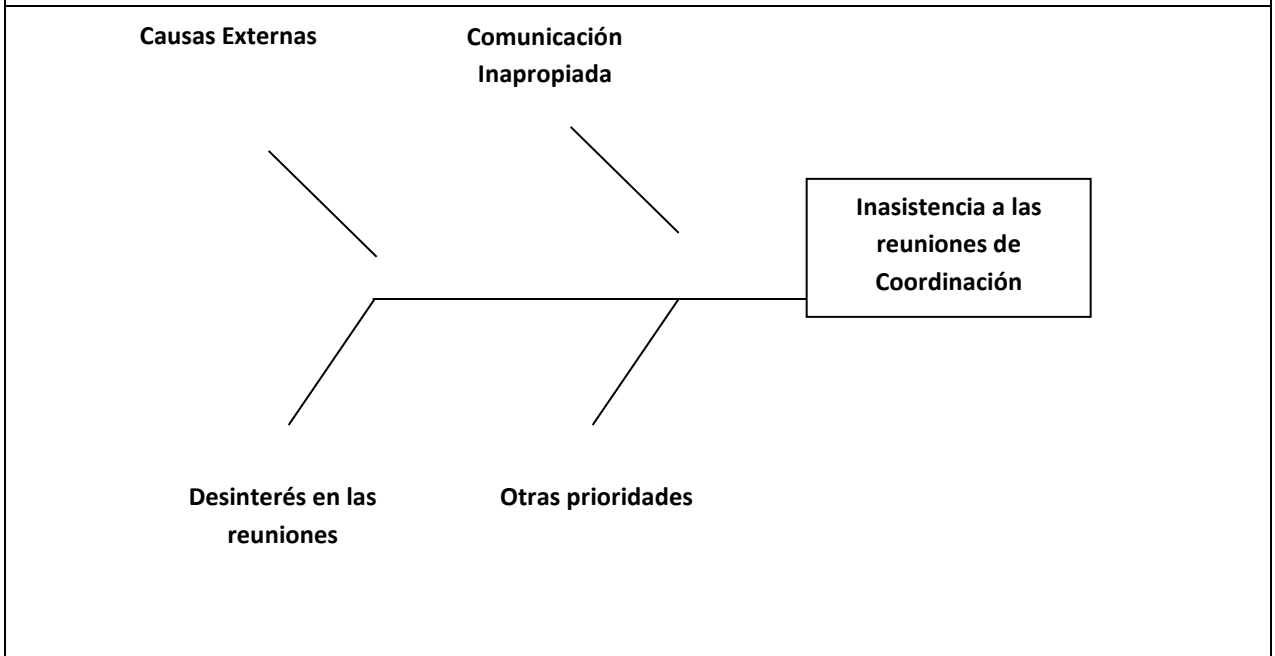 Causas Externas
Comunicación
Inapropiada
Inasistencia a las
reuniones de
Coordinación
Desinterés en las
reuniones
Otras prioridades